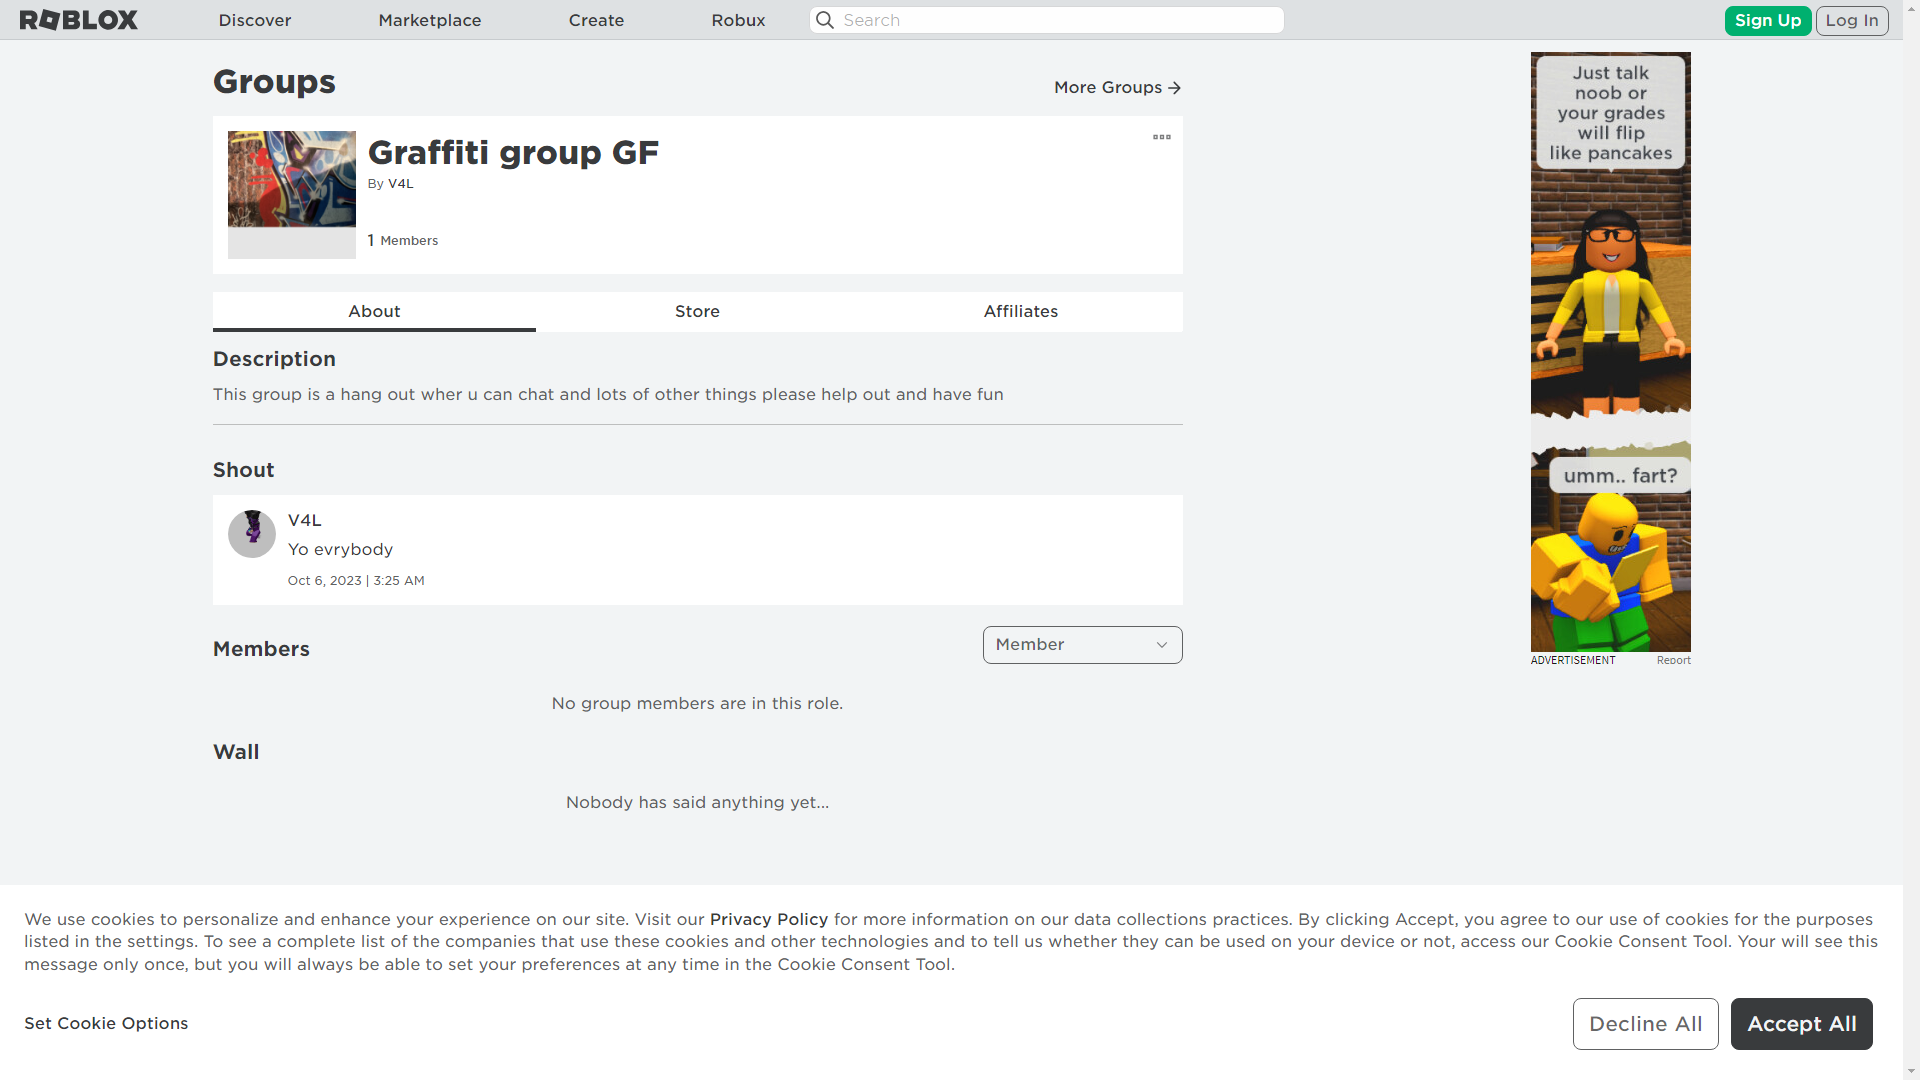 ROBLOX
Discover
Marketplace
Create
Robux
Search
Sign Up
Log In
Groups
More Groups
Graffiti group GF
By V4L
1 Members
About
Store
Affiliates
Description
This group is a hang out wher u can chat and lots of other things please help out and have fun
Shout
V4L
Yo evrybody
Oct 6, 2023 | 3:25 AM
Members
Member
No group members are in this role.
Wall
Nobody has said anything yet...
Just talk
noob or
your grades
will flip
like pancakes
umm.. fart?
ADVERTISEMENT
Report
We use cookies to personalize and enhance your experience on our site. Visit our Privacy Policy for more information on our data collections practices. By clicking Accept, you agree to our use of cookies for the purposes
listed in the settings. To see a complete list of the companies that use these cookies and other technologies and to tell us whether they can be used on your device or not, access our Cookie Consent Tool. Your will see this
message only once, but you will always be able to set your preferences at any time in the Cookie Consent Tool.
Set Cookie Options
Decline All
Accept All